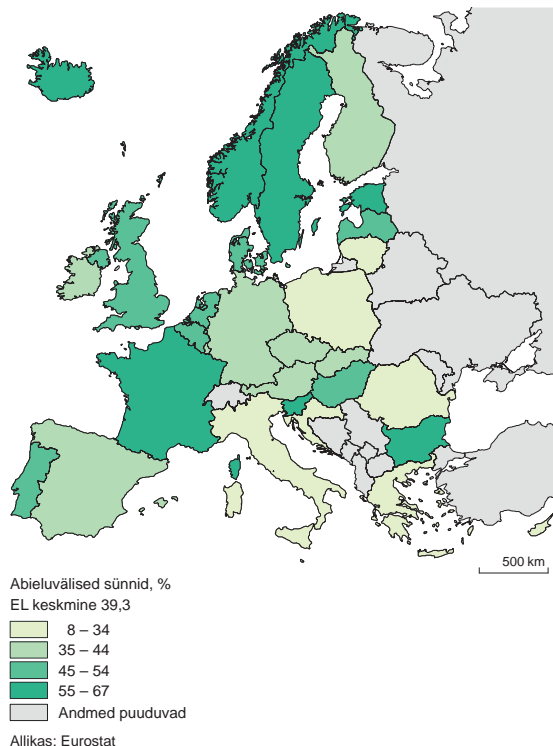 500 km
Abieluvälised sünnid, %
EL keskmine 39,3
8 – 34
35 – 44
45 – 54
55 – 67
Andmed puuduvad
Allikas: Eurostat